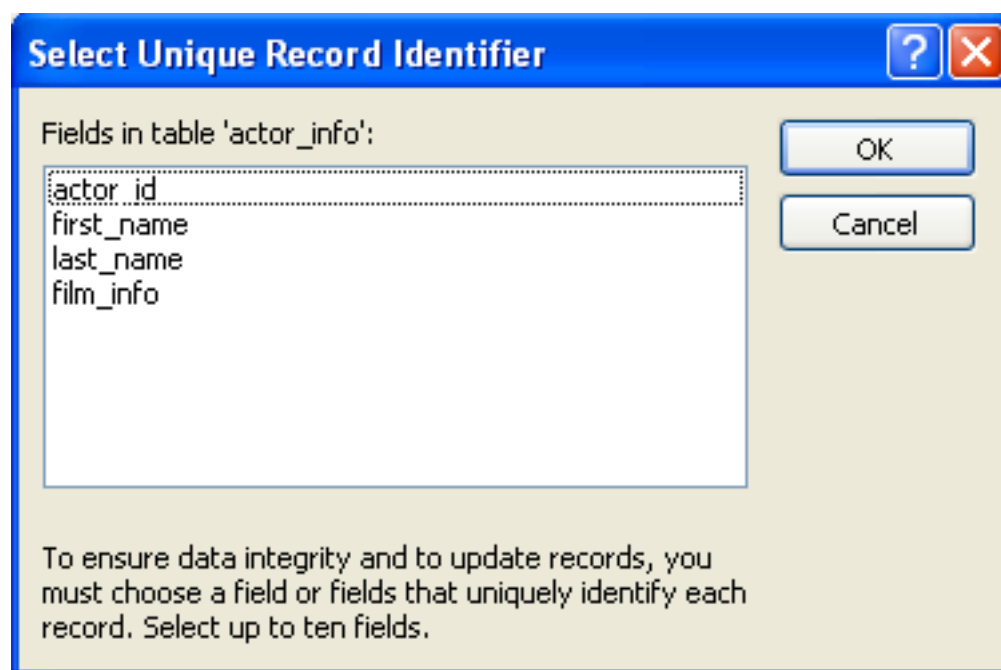 Select Unique Record Identifier
?
Fields in table 'actor_info':
OK
actor_id
Cancel
first_name
last_name
film_info
To ensure data integrity and to update records, you
must choose a field or fields that uniquely identify each
record. Select up to ten fields.